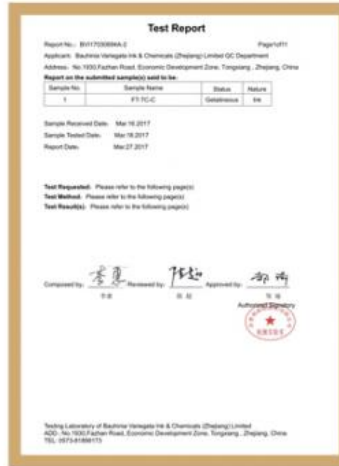 Test Report
Page1of11
Applicant: Bauhinia Variegata Ink & Chemicals (Zhejiang) Limited QC Department
Address: No.1930,Fazhan Road, Economic Development Zone, Tongxiang , Zhejiang, China
Report on the submitted sample(s) said to be:
Sample No. Sample Name Status Nature
1 FT-TC-C Gelatineous Ink
Sample Received Date: Mar.16.2017
Sample Tested Date: Mar.16.2017
Report Date: Mar.27.2017
Test Requested: Please refer to the following page(s)
Test Method: Please refer to the following page(s)
Test Result(s): Please refer to the following page(s)
Composed by: Reviewed by: Approved by:
Authorized Signatory
Testing Laboratory of Bauhinia Variegata Ink & Chemicals (Zhejiang) Limited
ADD.: No.1930,Fazhan Road, Economic Development Zone, Tongxiang , Zhejiang, China
TEL: 0573-81898173